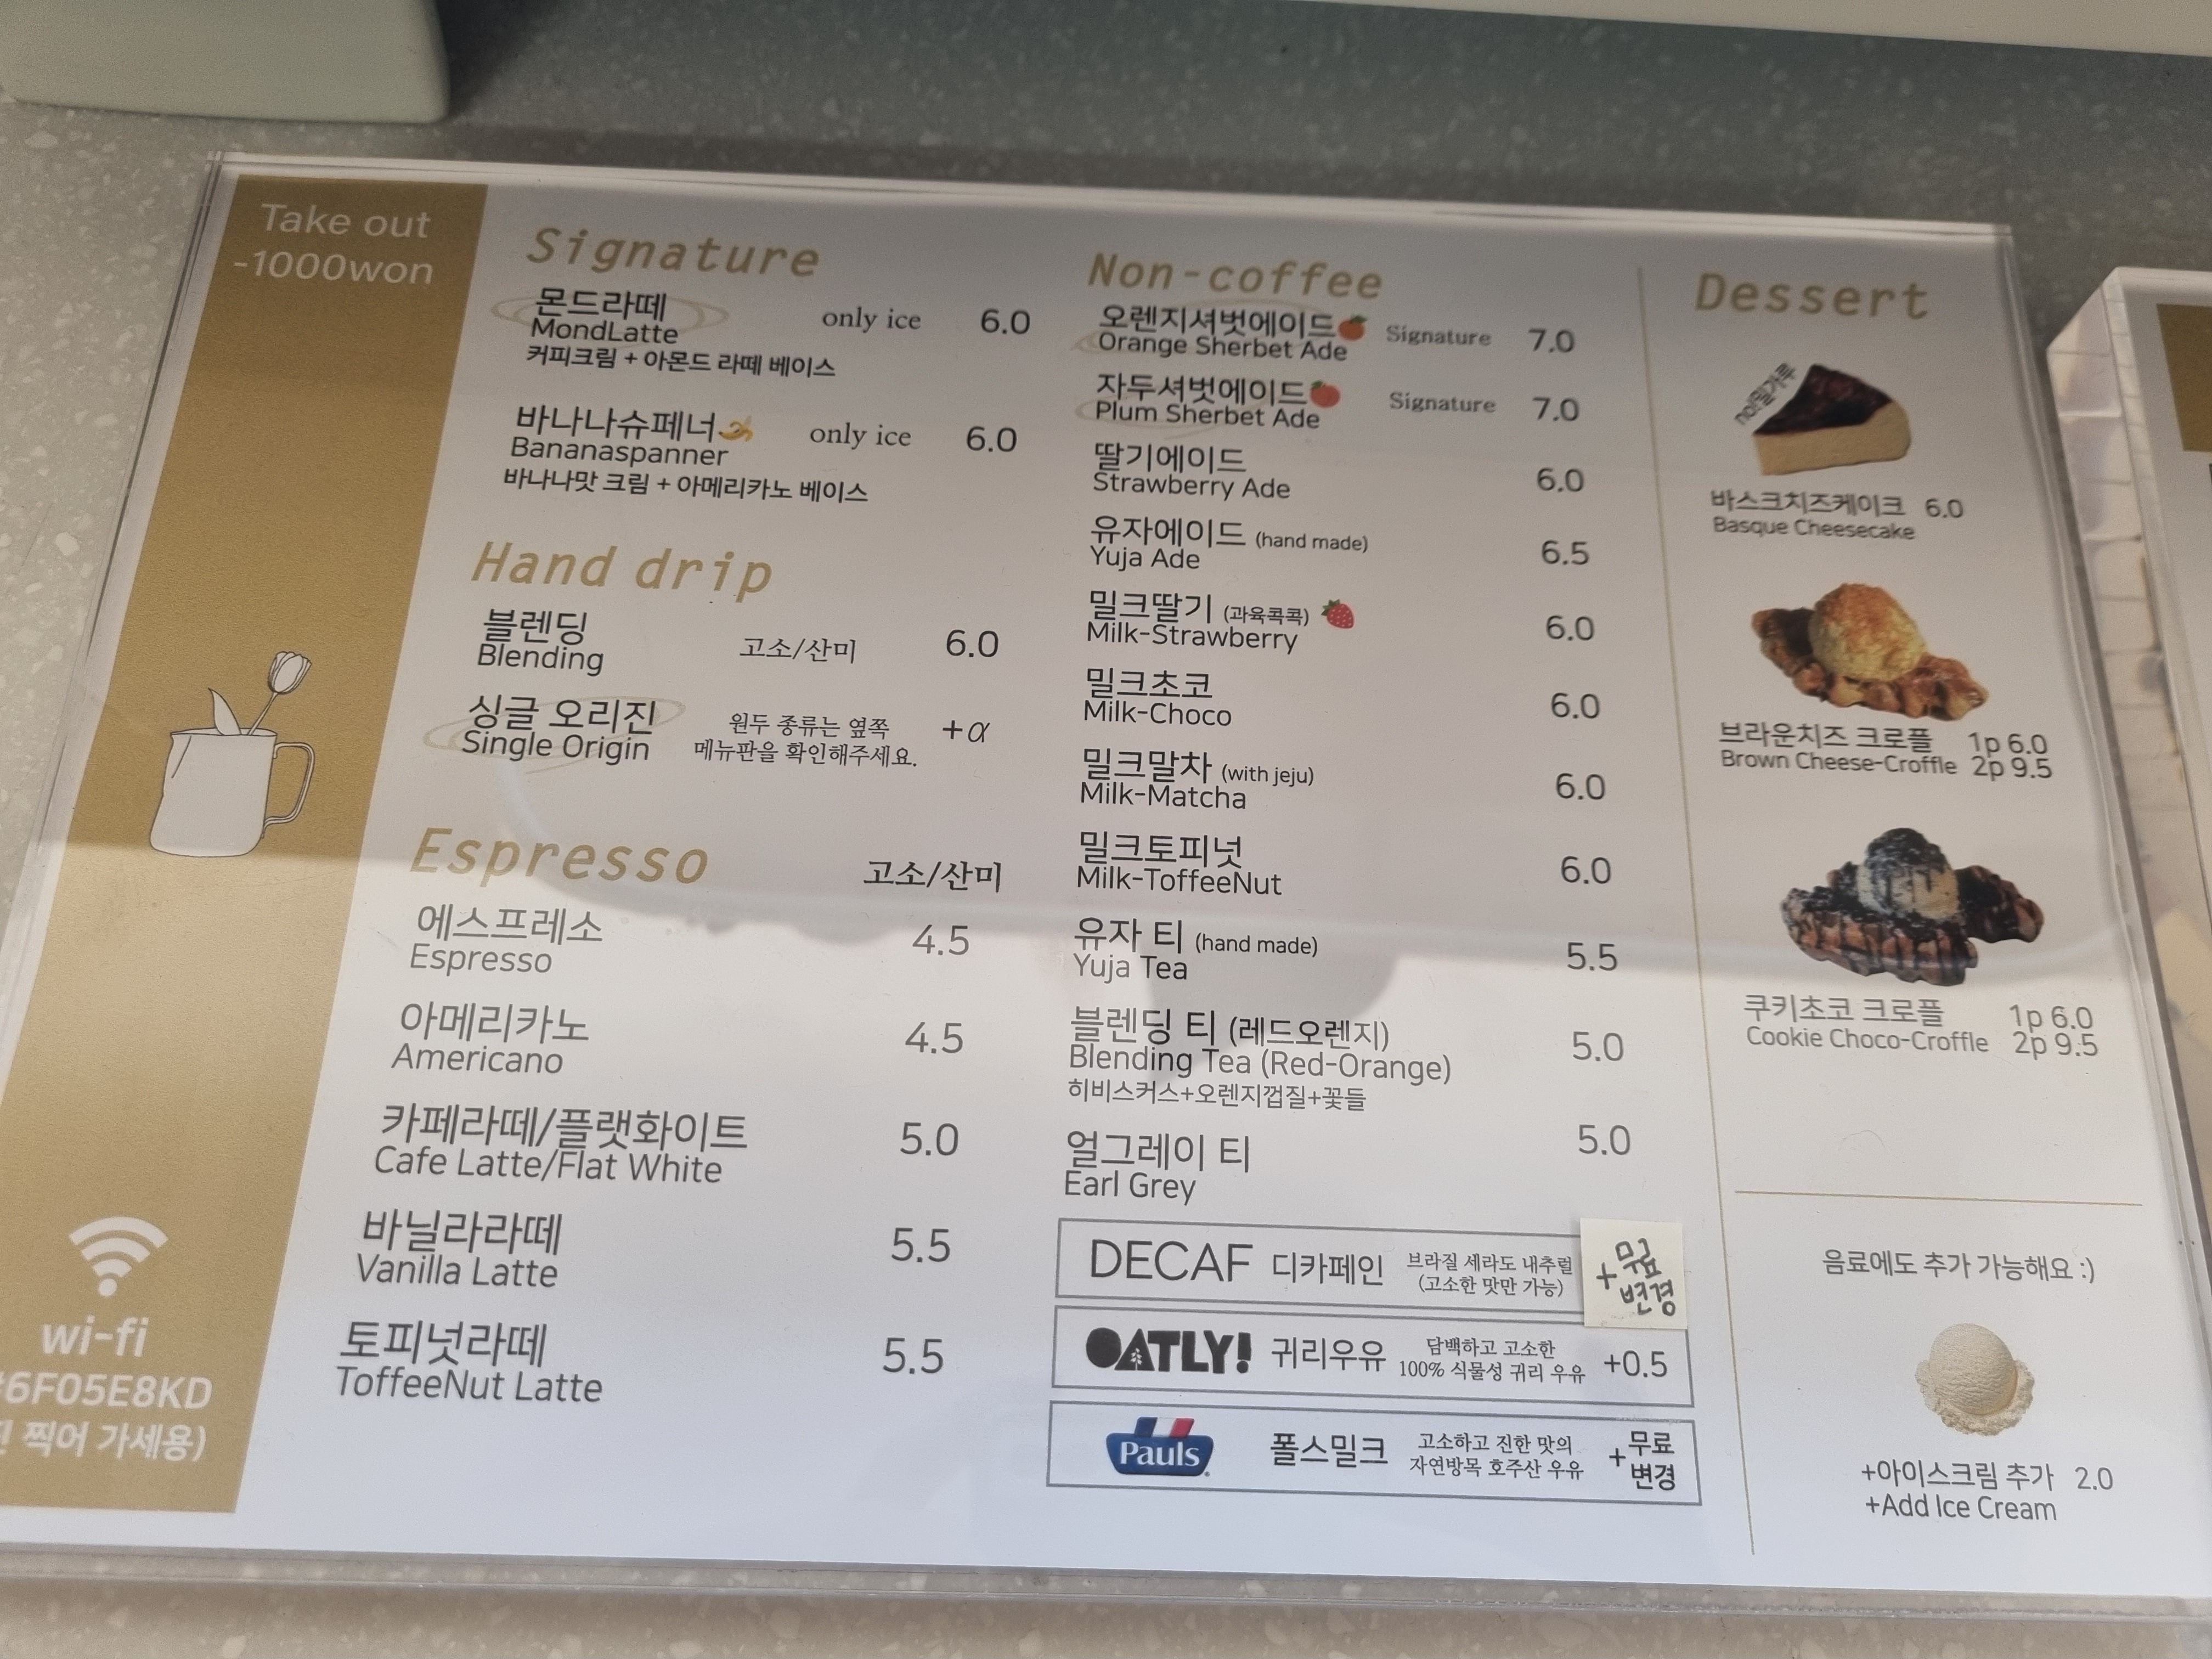 Take out
-1000won
wi-fi
6F05E8KD
찍어 가세용)
Signature
몬드라떼 only ice 6.0
MondLatte
커피크림 + 아몬드 라떼 베이스
바나나슈페너 only ice 6.0
Bananaspanner
바나나맛 크림 + 아메리카노 베이스
Hand drip
블렌딩 고소/산미 6.0
Blending
싱글 오리진 원두 종류는 옆쪽 메뉴판을 확인해주세요. +α
Single Origin
Espresso 고소/산미
에스프레소 4.5
Espresso
아메리카노 4.5
Americano
카페라떼/플랫화이트 5.0
Cafe Latte/Flat White
바닐라라떼 5.5
Vanilla Latte
토피넛라떼 5.5
ToffeeNut Latte
Non-coffee
오렌지셔벗에이드 Signature 7.0
Orange Sherbet Ade
자두셔벗에이드 Signature 7.0
Plum Sherbet Ade
딸기에이드 6.0
Strawberry Ade
유자에이드 (hand made) 6.5
Yuja Ade
밀크딸기 (과육콕콕) 6.0
Milk-Strawberry
밀크초코 6.0
Milk-Choco
밀크말차 (with jeju) 6.0
Milk-Matcha
밀크토피넛 6.0
Milk-ToffeeNut
유자 티 (hand made) 5.5
Yuja Tea
블렌딩 티 (레드오렌지) 5.0
Blending Tea (Red-Orange)
히비스커스+오렌지껍질+꽃들
얼그레이 티 5.0
Earl Grey
DECAF 디카페인 브라질 세라도 내추럴 (고소한 맛만 가능) +무료 변경
OATLY! 귀리우유 담백하고 고소한 100% 식물성 귀리 우유 +0.5
Pauls 폴스밀크 고소하고 진한 맛의 자연방목 호주산 우유 +무료 변경
Dessert
no!밀가루
바스크치즈케이크 6.0
Basque Cheesecake
브라운치즈 크로플 1p 6.0
Brown Cheese-Croffle 2p 9.5
쿠키초코 크로플 1p 6.0
Cookie Choco-Croffle 2p 9.5
음료에도 추가 가능해요 :)
+아이스크림 추가 2.0
+Add Ice Cream